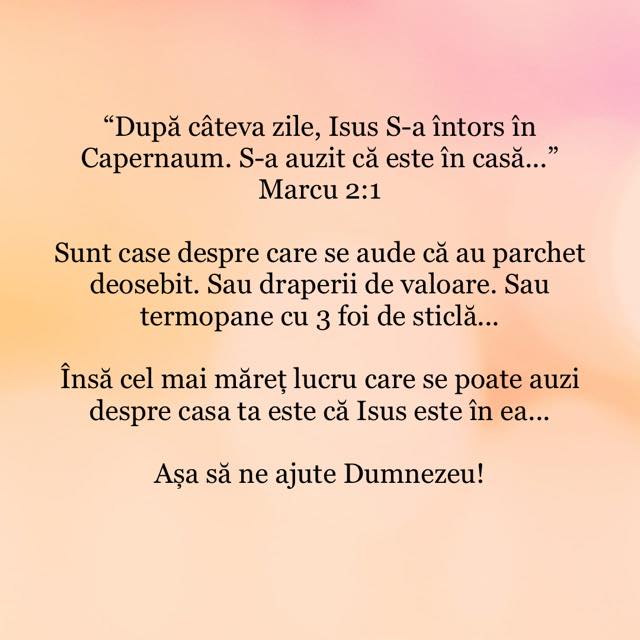 “După câteva zile, Isus S-a întors în
Capernaum. S-a auzit că este în casă...”
Marcu 2:1
Sunt case despre care se aude că au parchet
deosebit. Sau draperii de valoare. Sau
termopane cu 3 foi de sticlă...
Însă cel mai măreț lucru care se poate auzi
despre casa ta este că Isus este în ea...
Așa să ne ajute Dumnezeu!